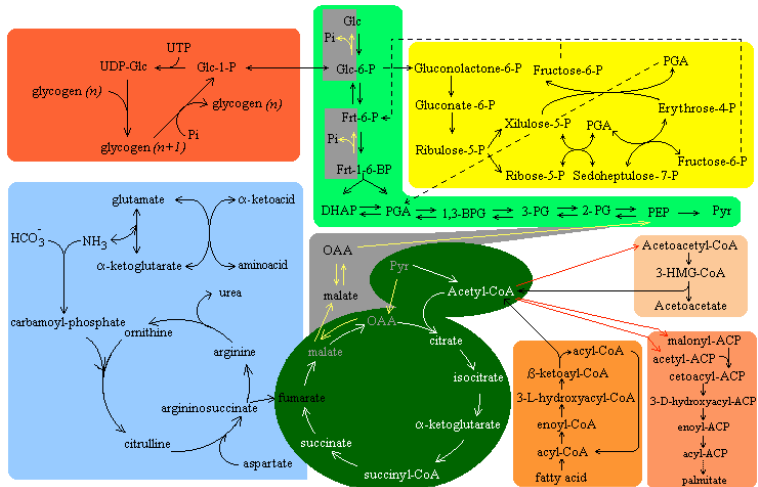 UTP
UDP-Glc
Glc-1-P
glycogen (n)
glycogen (n)
Pi
glycogen (n+1)
Glc
Pi
Glc-6-P
Frt-6-P
Pi
Frt-1-6-BP
DHAP
PGA
1,3-BPG
3-PG
2-PG
PEP
Pyr
Gluconolactone-6-P
Fructose-6-P
PGA
Gluconate-6-P
Erythrose-4-P
Xilulose-5-P
PGA
Ribulose-5-P
Fructose-6-P
Ribose-5-P
Sedoheptulose-7-P
glutamate
α-ketoacid
HCO3-
NH3
α-ketoglutarate
aminoacid
urea
carbamoyl-phosphate
ornithine
arginine
argininosuccinate
citrulline
aspartate
OAA
malate
Pyr
Acetyl-CoA
OAA
malate
citrate
isocitrate
fumarate
α-ketoglutarate
succinate
succinyl-CoA
Acetoacetyl-CoA
3-HMG-CoA
Acetoacetate
acyl-CoA
ß-ketoayl-CoA
3-L-hydroxyacyl-CoA
enoyl-CoA
acyl-CoA
fatty acid
malonyl-ACP
acetyl-ACP
cetoacyl-ACP
3-D-hydroxyacyl-ACP
enoyl-ACP
acyl-ACP
palmutate